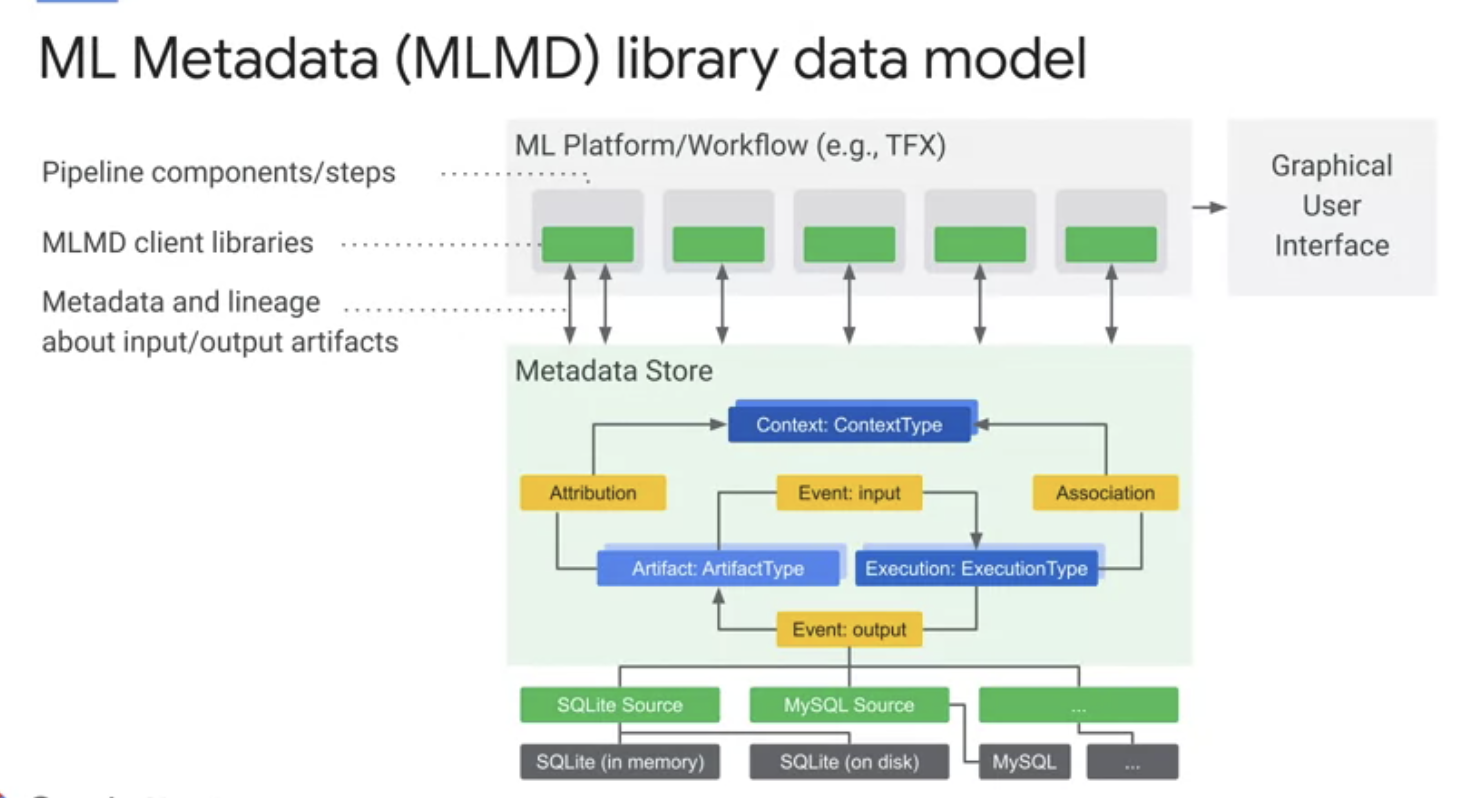 ML Metadata (MLMD) library data model
ML Platform/Workflow (e.g., TFX)
Pipeline components/steps
MLMD client libraries
Metadata and lineage
about input/output artifacts
Graphical
User
Interface
Metadata Store
Context: ContextType
Attribution
Event: input
Association
Artifact: ArtifactType
Execution: ExecutionType
Event: output
SQLite Source
MySQL Source
...
SQLite (in memory)
SQLite (on disk)
MySQL
...